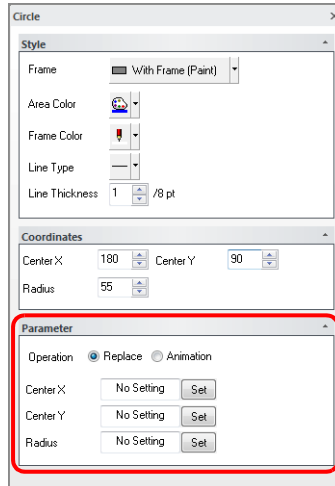 Circle
Style
Frame With Frame (Paint)
Area Color
Frame Color
Line Type
Line Thickness 1 /8 pt
Coordinates
Center X 180 Center Y 90
Radius 55
Parameter
Operation Replace Animation
Center X No Setting Set
Center Y No Setting Set
Radius No Setting Set